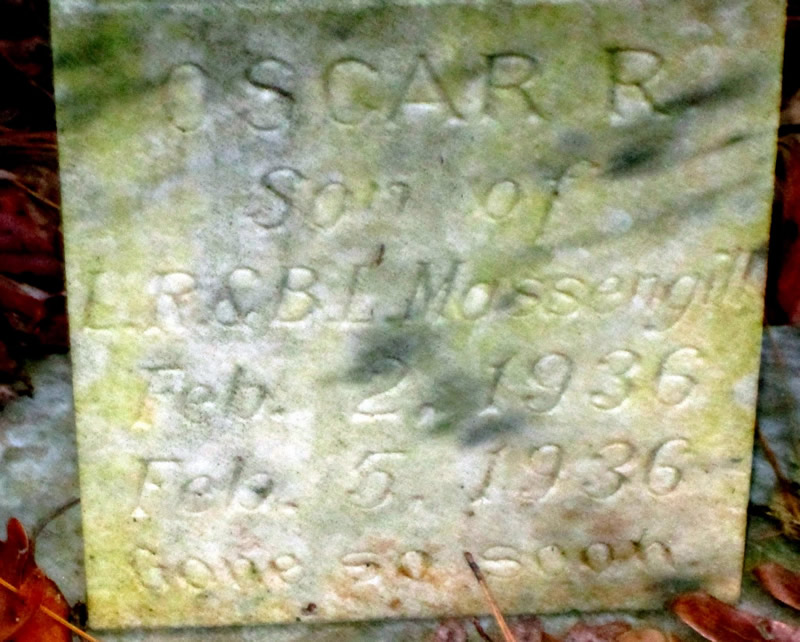 OSCAR R
Son of
L.R. & B.L. Massengill
Feb. 2, 1936
Feb. 5, 1936
Gone so soon